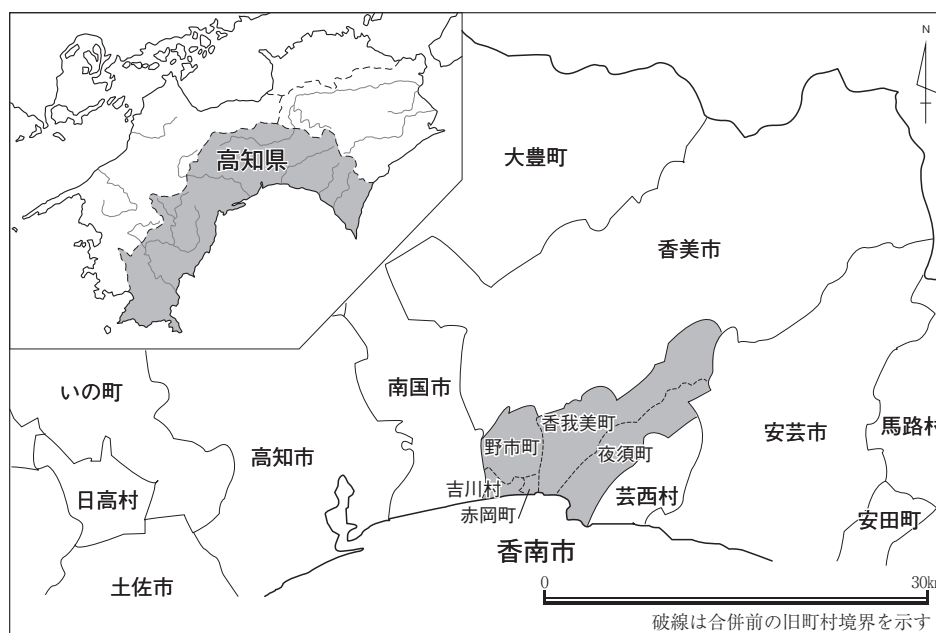 N
高知県
大豊町
香美市
いの町
南国市
高知市
香我美町
野市町
夜須町
安芸市
馬路村
日高村
吉川村
赤岡町
芸西村
安田町
香南市
土佐市
0
30km
破線は合併前の旧町村境界を示す